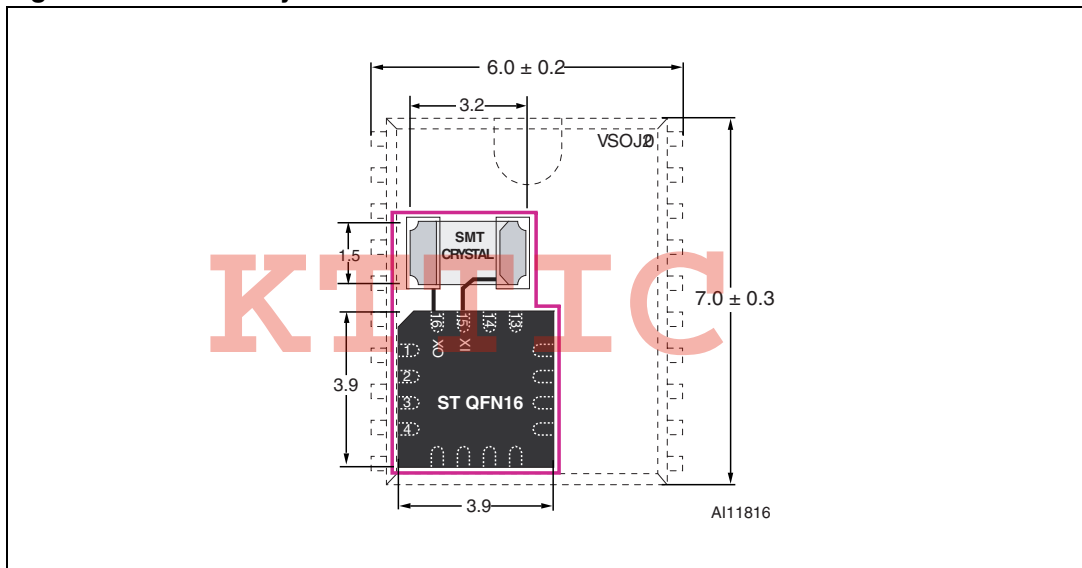 6.0 ± 0.2
3.2
VSOJ20
SMT
CRYSTAL
1.5
KTTIC
7.0 ± 0.3
16 15 14 13
XO XI
1
2
3
4
3.9
ST QFN16
3.9
AI11816